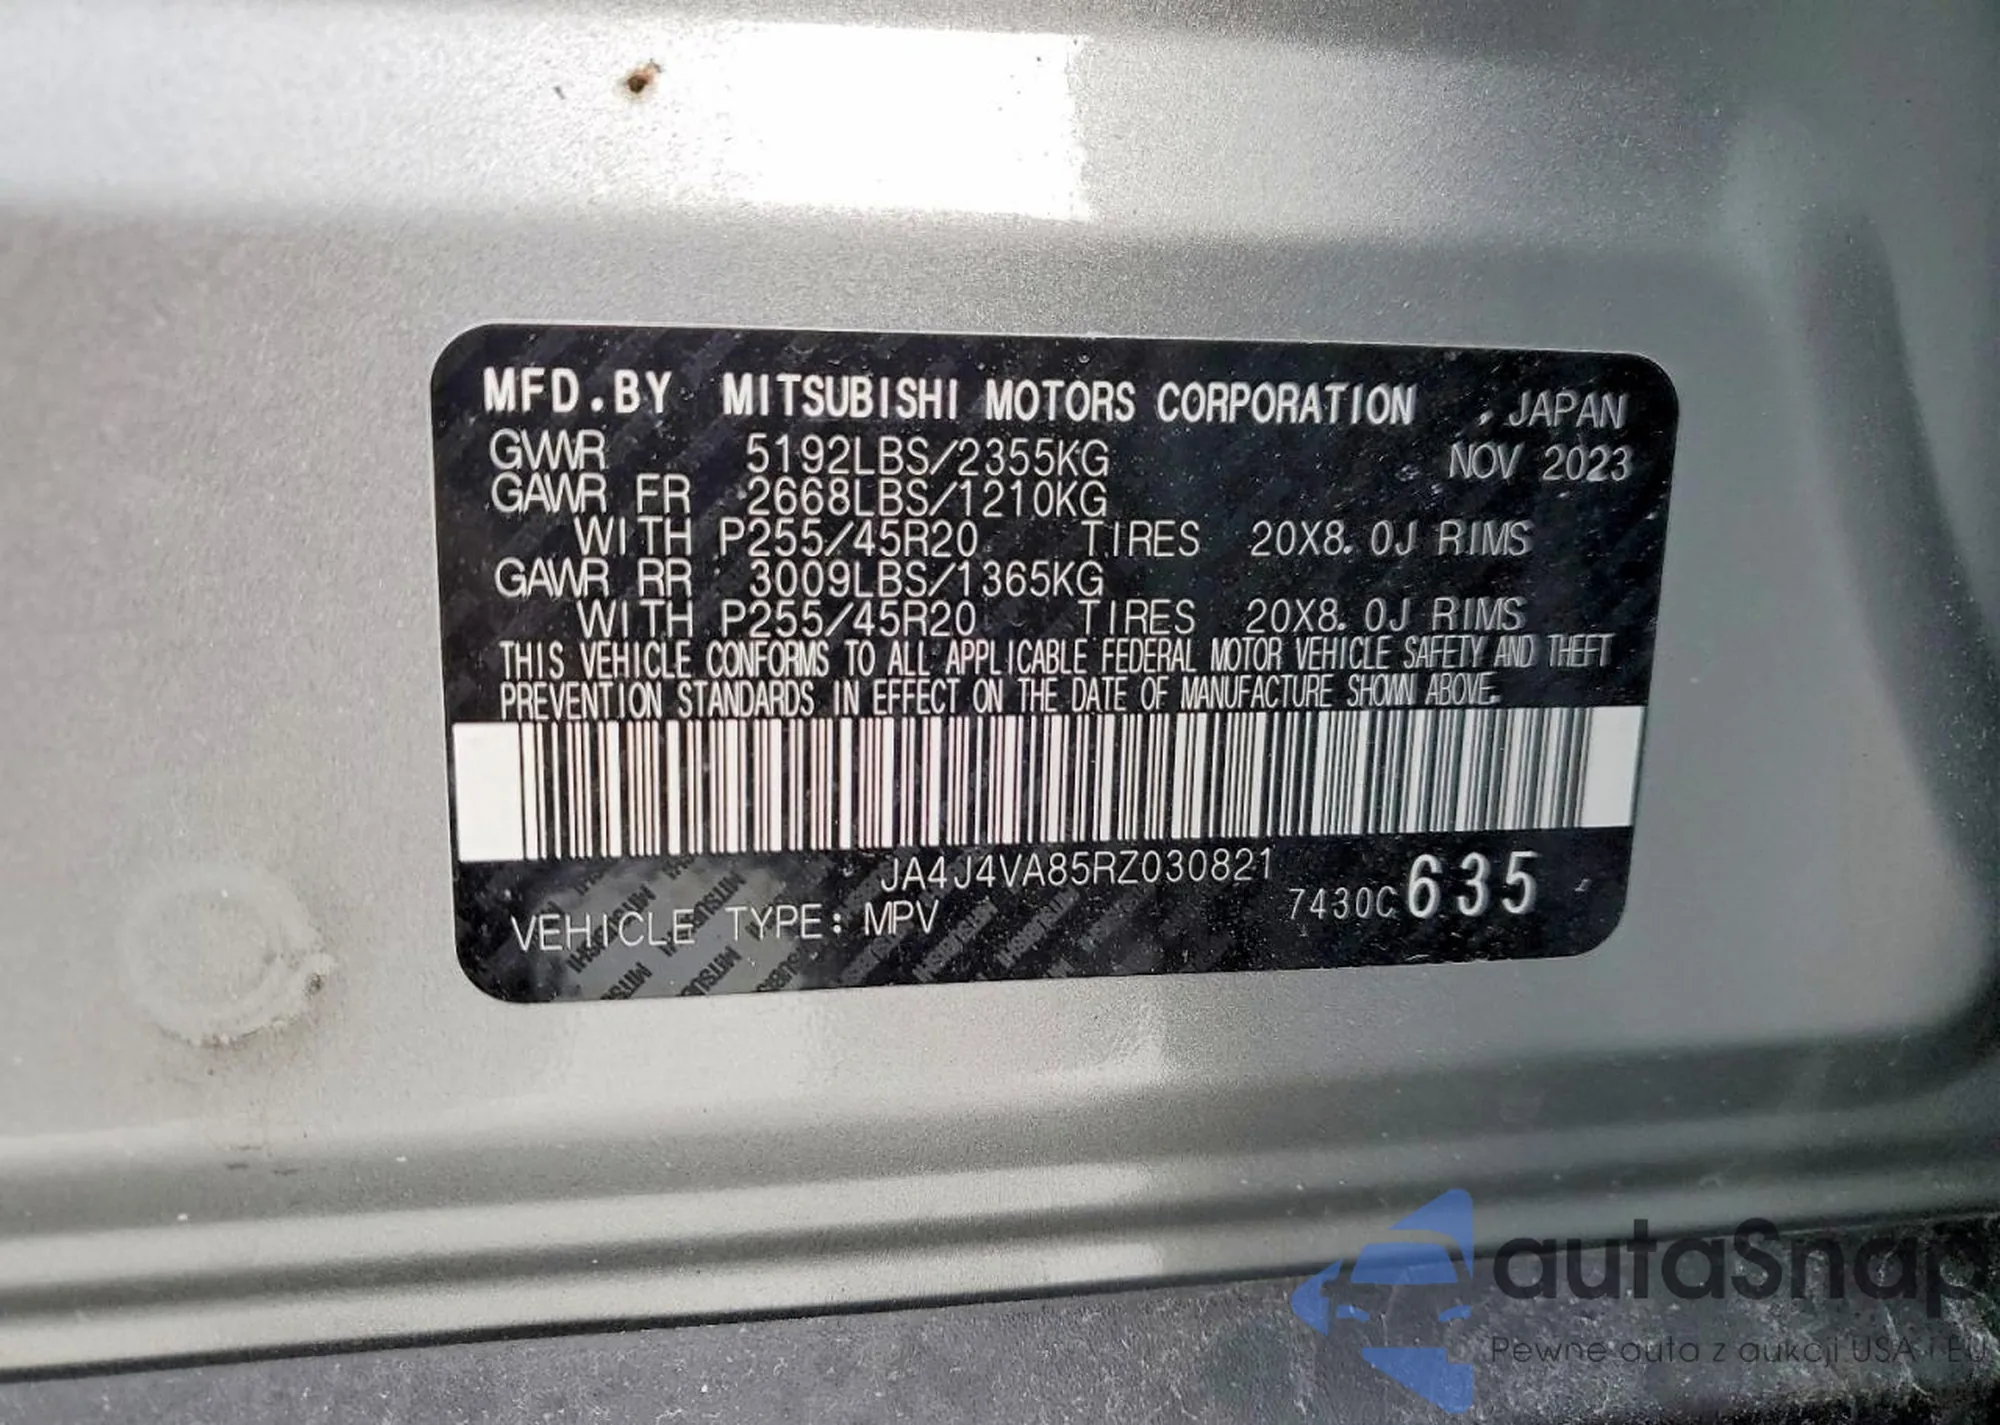 MFD.BY MITSUBISHI MOTORS CORPORATION , JAPAN
GVWR 5192LBS/2355KG NOV 2023
GAWR FR 2668LBS/1210KG
WITH P255/45R20 TIRES 20X8.0J RIMS
GAWR RR 3009LBS/1365KG
WITH P255/45R20 TIRES 20X8.0J RIMS
THIS VEHICLE CONFORMS TO ALL APPLICABLE FEDERAL MOTOR VEHICLE SAFETY AND THEFT
PREVENTION STANDARDS IN EFFECT ON THE DATE OF MANUFACTURE SHOWN ABOVE.
JA4J4VA85RZ030821
VEHICLE TYPE: MPV 7430C 635
autaSnap
Pewne auta z aukcji USA i EU